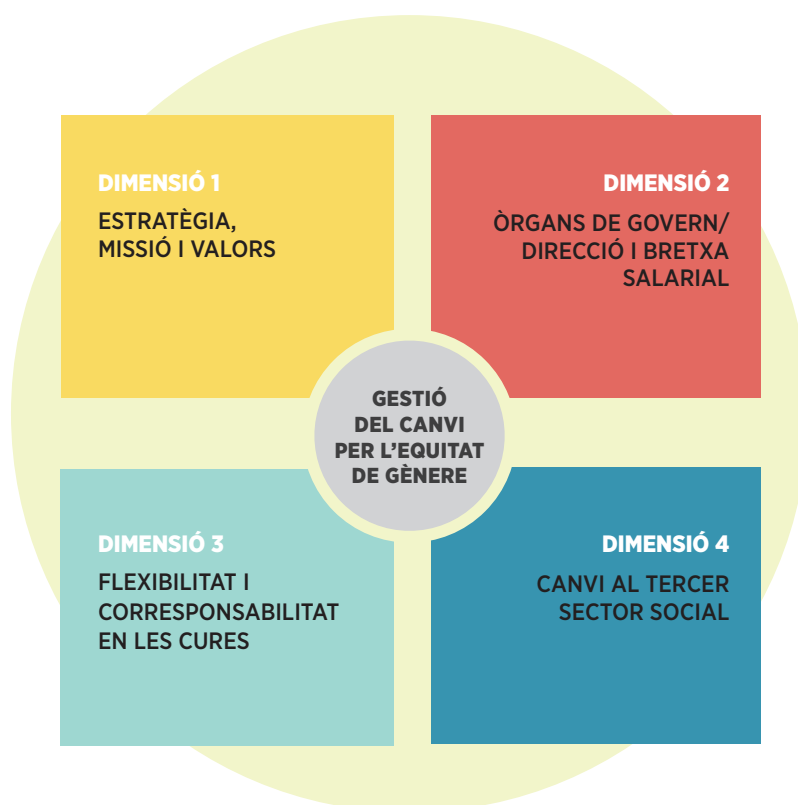 DIMENSIÓ 1
ESTRATÈGIA,
MISSIÓ I VALORS
DIMENSIÓ 2
ÒRGANS DE GOVERN/
DIRECCIÓ I BRETXA
SALARIAL
GESTIÓ
DEL CANVI
PER L'EQUITAT
DE GÈNERE
DIMENSIÓ 3
FLEXIBILITAT I
CORRESPONSABILITAT
EN LES CURES
DIMENSIÓ 4
CANVI AL TERCER
SECTOR SOCIAL